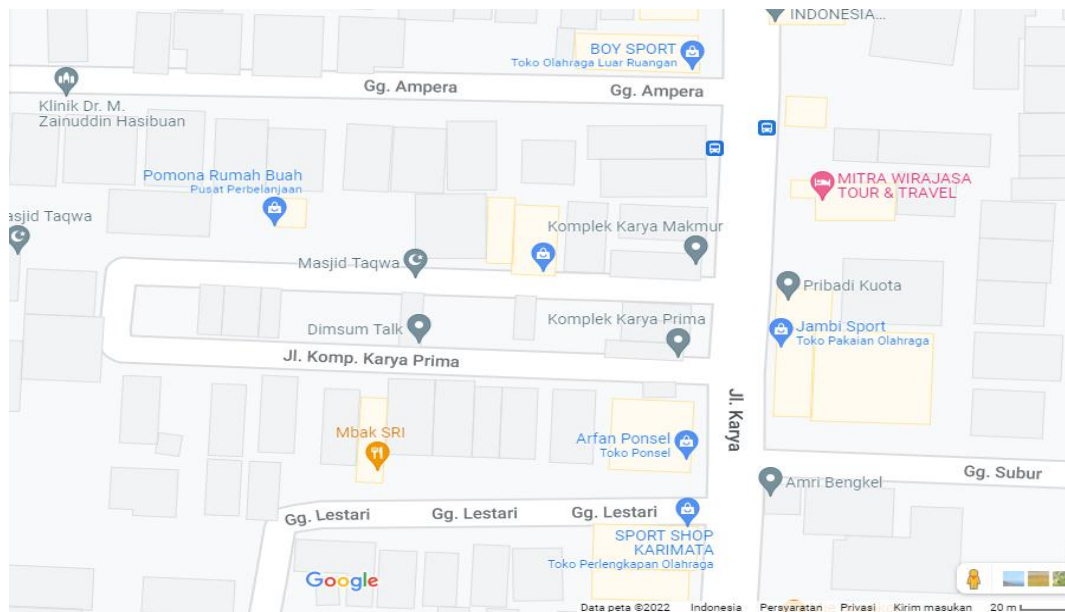 INDONESIA...
BOY SPORT
Toko Olahraga Luar Ruangan
Gg. Ampera
Gg. Ampera
Klinik Dr. M.
Zainuddin Hasibuan
Pomona Rumah Buah
Pusat Perbelanjaan
MITRA WIRAJASA
TOUR & TRAVEL
asjid Taqwa
Komplek Karya Makmur
Masjid Taqwa
Pribadi Kuota
Dimsum Talk
Komplek Karya Prima
Jambi Sport
Toko Pakaian Olahraga
Jl. Komp. Karya Prima
Jl. Karya
Mbak SRI
Arfan Ponsel
Toko Ponsel
Gg. Subur
Amri Bengkel
Gg. Lestari
Gg. Lestari
Gg. Lestari
SPORT SHOP
KARIMATA
Toko Perlengkapan Olahraga
Google
Data peta ©2022 Indonesia Persyaratan Privasi Kirim masukan 20 m